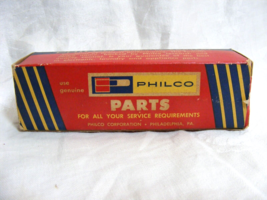 use
genuine
PHILCO
PARTS
FOR ALL YOUR SERVICE REQUIREMENTS
PHILCO CORPORATION • PHILADELPHIA, PA.